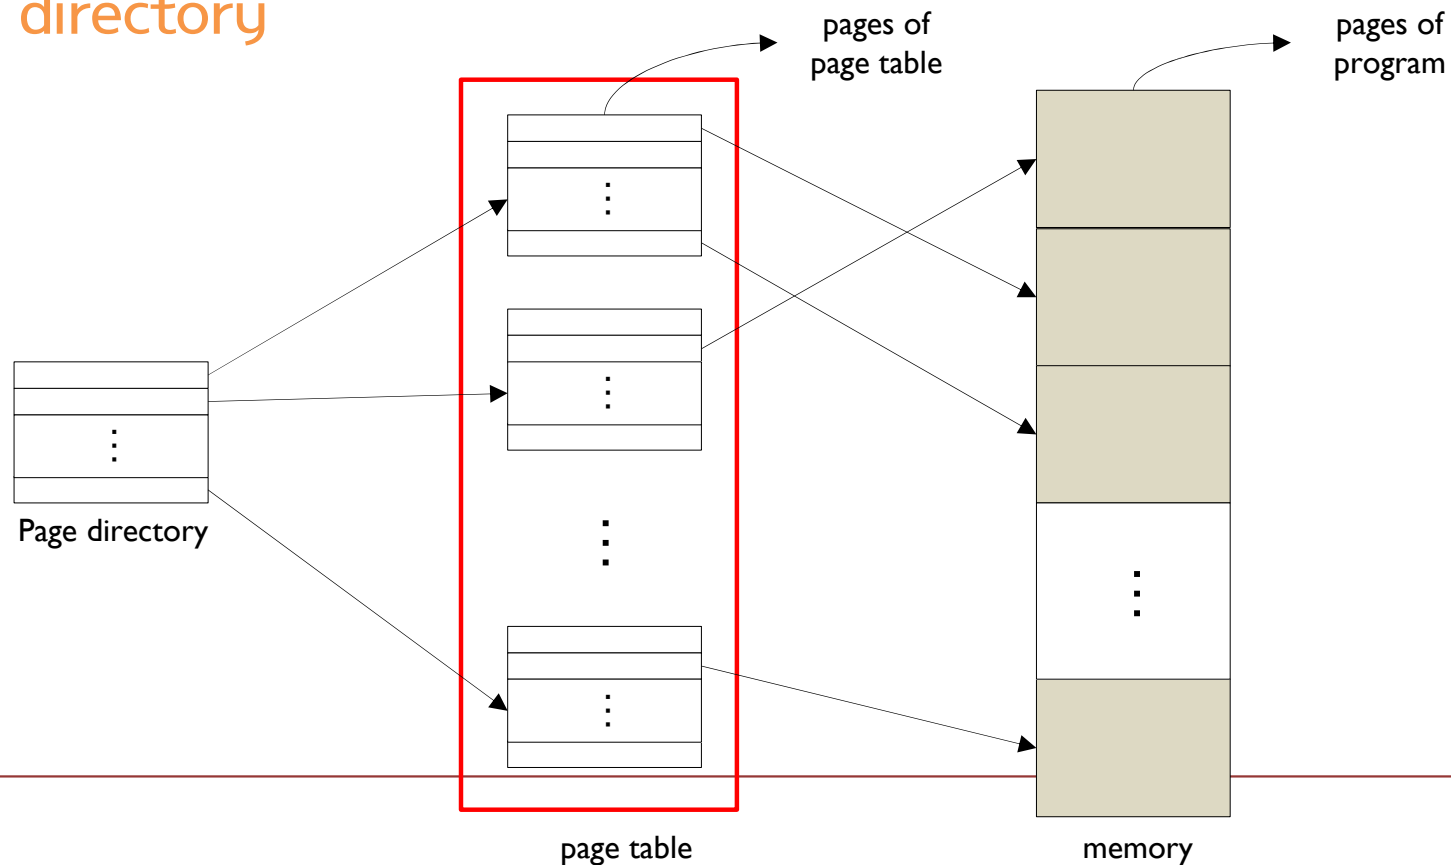 directory
pages of
page table
pages of
program
Page directory
page table
memory